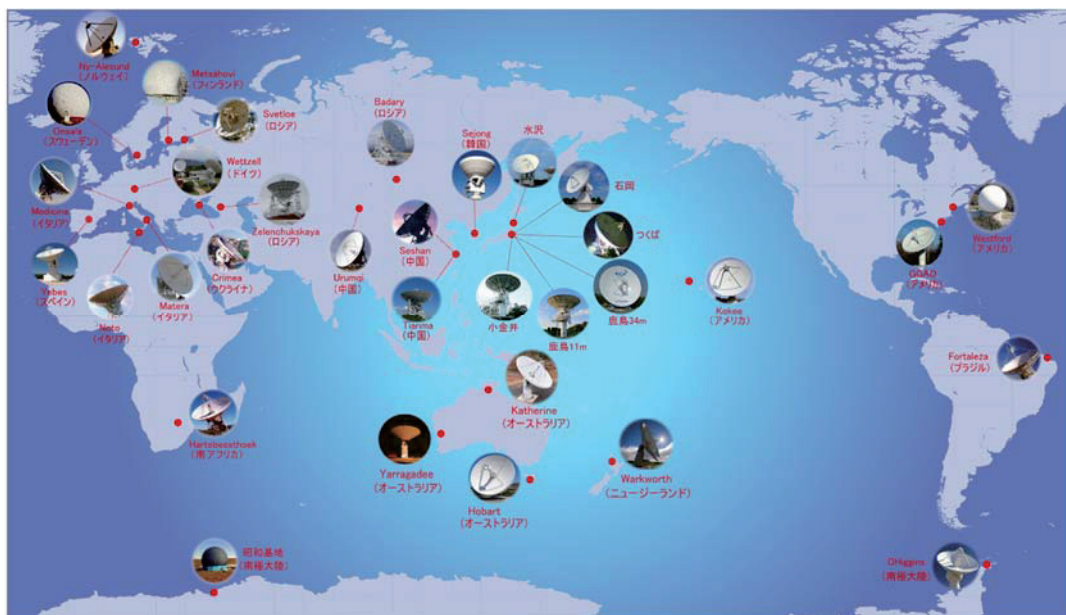 Ny-Ålesund
(ノルウェイ)
Metsähovi
(フィンランド)
Onsala
(スウェーデン)
Svetloe
(ロシア)
Badary
(ロシア)
Sejong
(韓国)
水沢
石岡
Wettzell
(ドイツ)
Medicina
(イタリア)
Zelenchukskaya
(ロシア)
Seshan
(中国)
つくば
Westford
(アメリカ)
GGAO
(アメリカ)
Yebes
(スペイン)
Noto
(イタリア)
Matera
(イタリア)
Crimea
(ウクライナ)
Urumqi
(中国)
Tianma
(中国)
小金井
鹿島11m
鹿島34m
Kokee
(アメリカ)
Fortaleza
(ブラジル)
Katherine
(オーストラリア)
Hartebeesthoek
(南アフリカ)
Yarragadee
(オーストラリア)
Hobart
(オーストラリア)
Warkworth
(ニュージーランド)
昭和基地
(南極大陸)
OHiggins
(南極大陸)